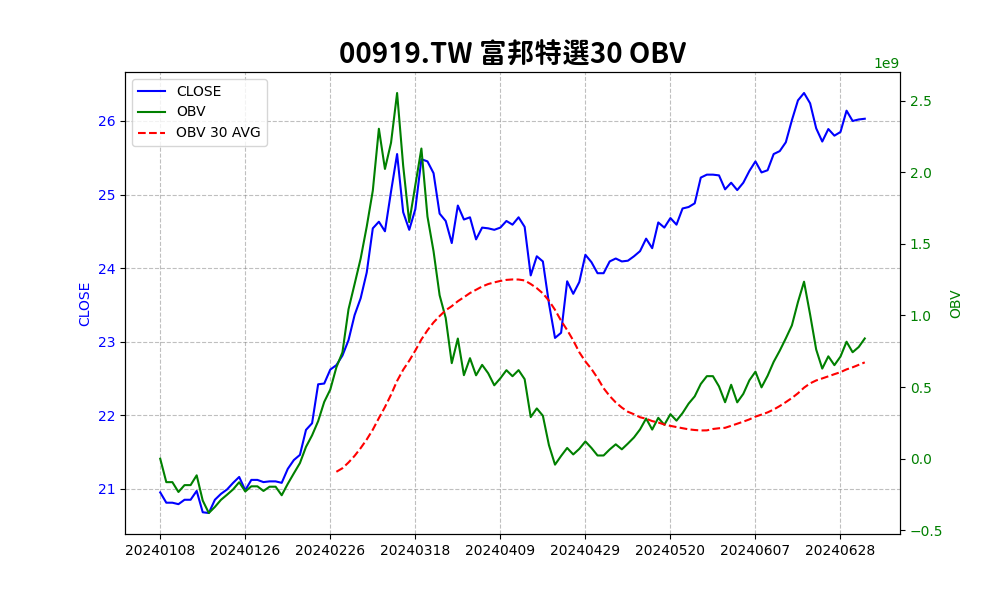 00919.TW 富邦特選30 OBV
1e9
CLOSE
OBV
OBV 30 AVG
26
25
24
23
22
21
CLOSE
2.5
2.0
1.5
1.0
0.5
0.0
−0.5
OBV
20240108 20240126 20240226 20240318 20240409 20240429 20240520 20240607 20240628